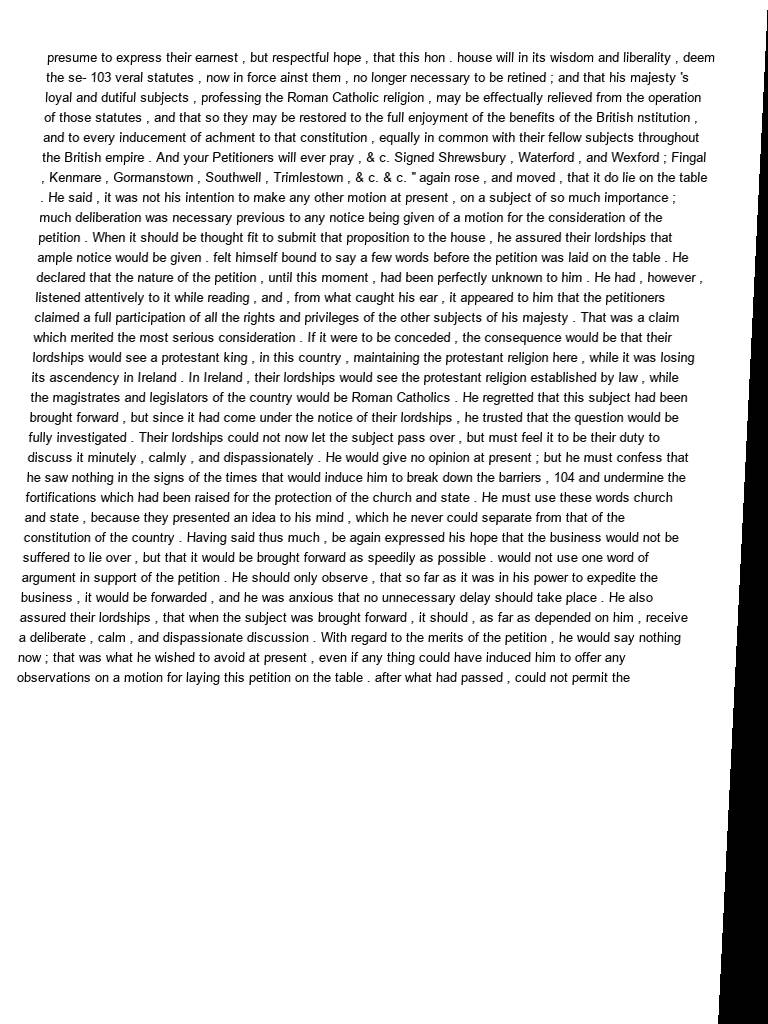 presume to express their earnest , but respectful hope , that this hon . house will in its wisdom and liberality , deem
the se- 103 veral statutes , now in force ainst them , no longer necessary to be retined ; and that his majesty 's
loyal and dutiful subjects , professing the Roman Catholic religion , may be effectually relieved from the operation
of those statutes , and that so they may be restored to the full enjoyment of the benefits of the British nstitution ,
and to every inducement of achment to that constitution , equally in common with their fellow subjects throughout
the British empire . And your Petitioners will ever pray , & c. Signed Shrewsbury , Waterford , and Wexford ; Fingal
, Kenmare , Gormanstown , Southwell , Trimlestown , & c. & c. " again rose , and moved , that it do lie on the table
. He said , it was not his intention to make any other motion at present , on a subject of so much importance ;
much deliberation was necessary previous to any notice being given of a motion for the consideration of the
petition . When it should be thought fit to submit that proposition to the house , he assured their lordships that
ample notice would be given . felt himself bound to say a few words before the petition was laid on the table . He
declared that the nature of the petition , until this moment , had been perfectly unknown to him . He had , however ,
listened attentively to it while reading , and , from what caught his ear , it appeared to him that the petitioners
claimed a full participation of all the rights and privileges of the other subjects of his majesty . That was a claim
which merited the most serious consideration . If it were to be conceded , the consequence would be that their
lordships would see a protestant king , in this country , maintaining the protestant religion here , while it was losing
its ascendency in Ireland . In Ireland , their lordships would see the protestant religion established by law , while
the magistrates and legislators of the country would be Roman Catholics . He regretted that this subject had been
brought forward , but since it had come under the notice of their lordships , he trusted that the question would be
fully investigated . Their lordships could not now let the subject pass over , but must feel it to be their duty to
discuss it minutely , calmly , and dispassionately . He would give no opinion at present ; but he must confess that
he saw nothing in the signs of the times that would induce him to break down the barriers , 104 and undermine the
fortifications which had been raised for the protection of the church and state . He must use these words church
and state , because they presented an idea to his mind , which he never could separate from that of the
constitution of the country . Having said thus much , be again expressed his hope that the business would not be
suffered to lie over , but that it would be brought forward as speedily as possible . would not use one word of
argument in support of the petition . He should only observe , that so far as it was in his power to expedite the
business , it would be forwarded , and he was anxious that no unnecessary delay should take place . He also
assured their lordships , that when the subject was brought forward , it should , as far as depended on him , receive
a deliberate , calm , and dispassionate discussion . With regard to the merits of the petition , he would say nothing
now ; that was what he wished to avoid at present , even if any thing could have induced him to offer any
observations on a motion for laying this petition on the table . after what had passed , could not permit the